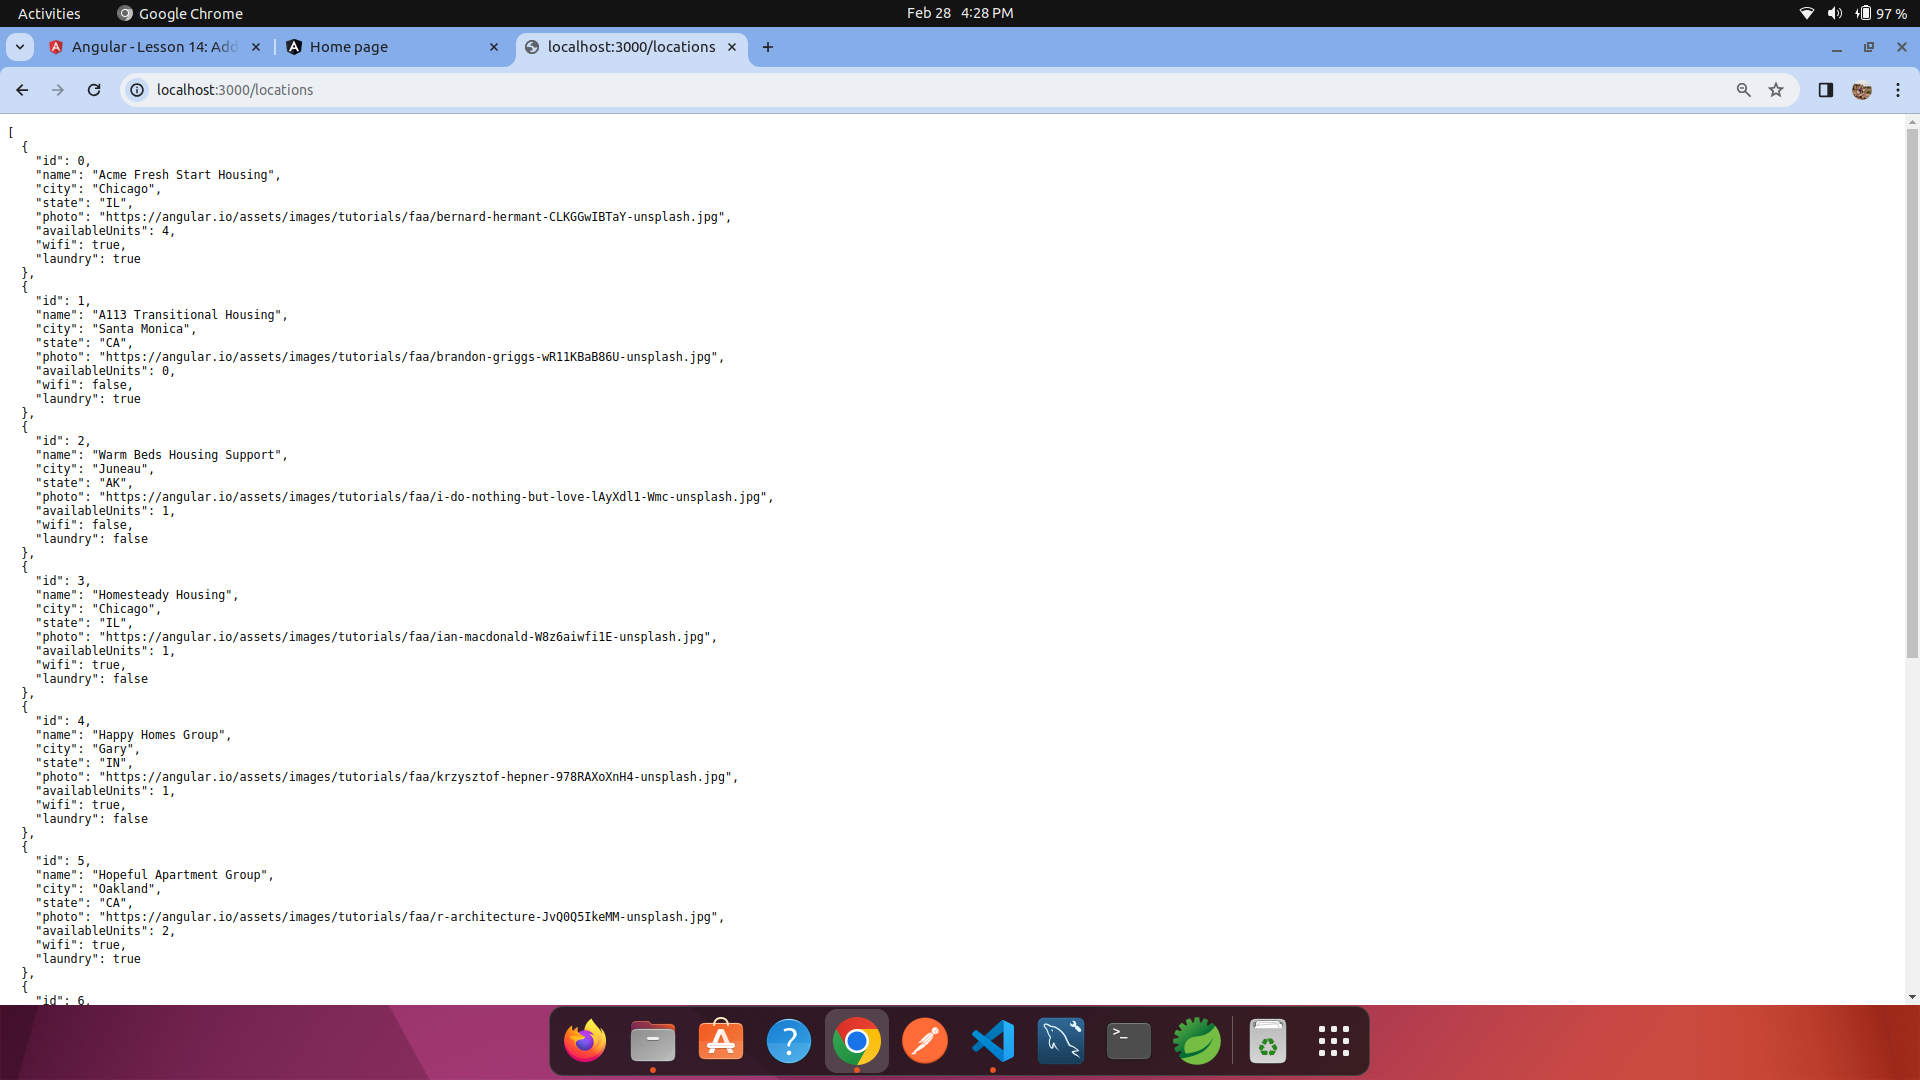 Activities
Google Chrome
Feb 28 4:28 PM
97 %
Angular - Lesson 14: Add
Home page
localhost:3000/locations
localhost:3000/locations
[
  {
    "id": 0,
    "name": "Acme Fresh Start Housing",
    "city": "Chicago",
    "state": "IL",
    "photo": "https://angular.io/assets/images/tutorials/faa/bernard-hermant-CLKGGwIBTaY-unsplash.jpg",
    "availableUnits": 4,
    "wifi": true,
    "laundry": true
  },
  {
    "id": 1,
    "name": "A113 Transitional Housing",
    "city": "Santa Monica",
    "state": "CA",
    "photo": "https://angular.io/assets/images/tutorials/faa/brandon-griggs-wR11KBaB86U-unsplash.jpg",
    "availableUnits": 0,
    "wifi": false,
    "laundry": true
  },
  {
    "id": 2,
    "name": "Warm Beds Housing Support",
    "city": "Juneau",
    "state": "AK",
    "photo": "https://angular.io/assets/images/tutorials/faa/i-do-nothing-but-love-lAyXdl1-Wmc-unsplash.jpg",
    "availableUnits": 1,
    "wifi": false,
    "laundry": false
  },
  {
    "id": 3,
    "name": "Homesteady Housing",
    "city": "Chicago",
    "state": "IL",
    "photo": "https://angular.io/assets/images/tutorials/faa/ian-macdonald-W8z6aiwfi1E-unsplash.jpg",
    "availableUnits": 1,
    "wifi": true,
    "laundry": false
  },
  {
    "id": 4,
    "name": "Happy Homes Group",
    "city": "Gary",
    "state": "IN",
    "photo": "https://angular.io/assets/images/tutorials/faa/krzysztof-hepner-978RAXoXnH4-unsplash.jpg",
    "availableUnits": 1,
    "wifi": true,
    "laundry": false
  },
  {
    "id": 5,
    "name": "Hopeful Apartment Group",
    "city": "Oakland",
    "state": "CA",
    "photo": "https://angular.io/assets/images/tutorials/faa/r-architecture-JvQ0Q5IkeMM-unsplash.jpg",
    "availableUnits": 2,
    "wifi": true,
    "laundry": true
  },
  {
    "id": 6,